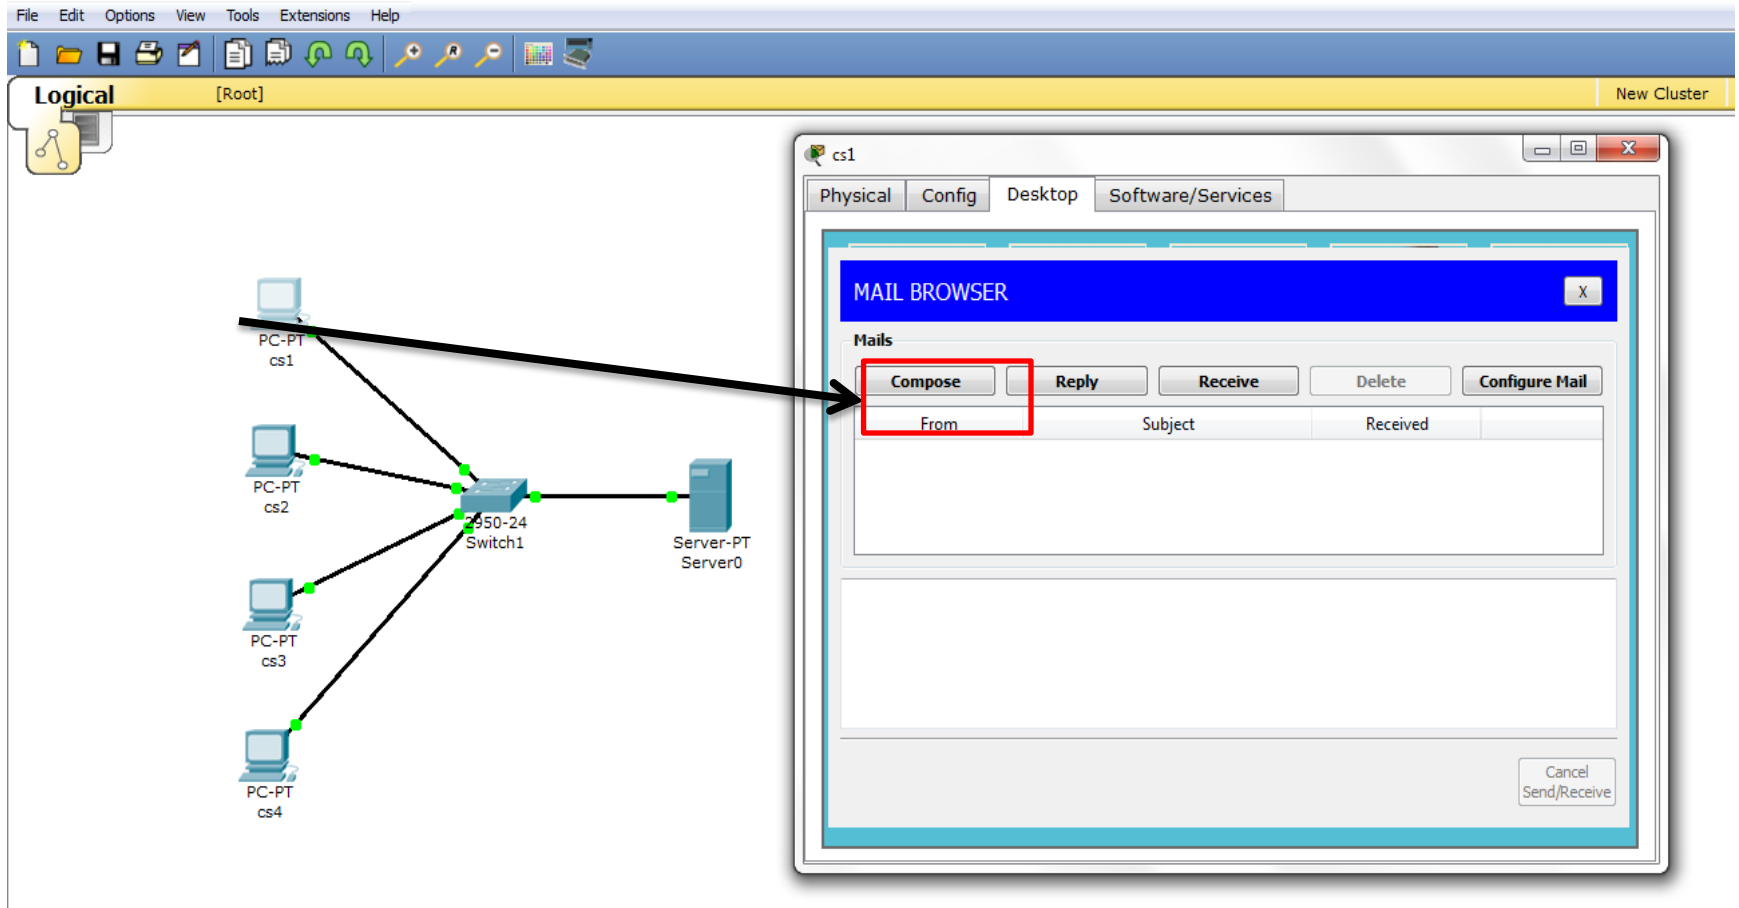 File Edit Options View Tools Extensions Help
R
Logical [Root] New Cluster
cs1 X
Physical Config Desktop Software/Services
MAIL BROWSER X
Mails
Compose Reply Receive Delete Configure Mail
From Subject Received
PC-PT
cs1
PC-PT
cs2
2950-24
Switch1
Server-PT
Server0
PC-PT
cs3
PC-PT
cs4
Cancel
Send/Receive